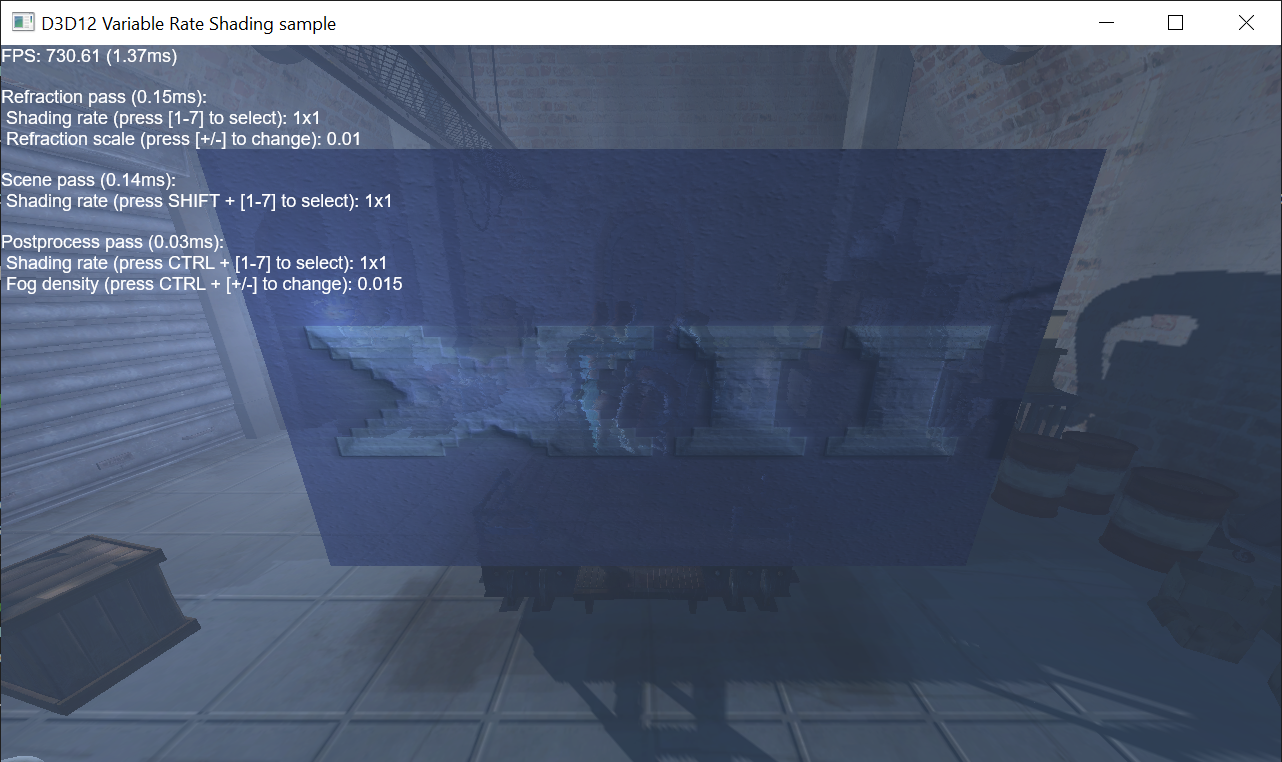 D3D12 Variable Rate Shading sample
FPS: 730.61 (1.37ms)
Refraction pass (0.15ms):
Shading rate (press [1-7] to select): 1x1
Refraction scale (press [+/-] to change): 0.01
Scene pass (0.14ms):
Shading rate (press SHIFT + [1-7] to select): 1x1
Postprocess pass (0.03ms):
Shading rate (press CTRL + [1-7] to select): 1x1
Fog density (press CTRL + [+/-] to change): 0.015
XII